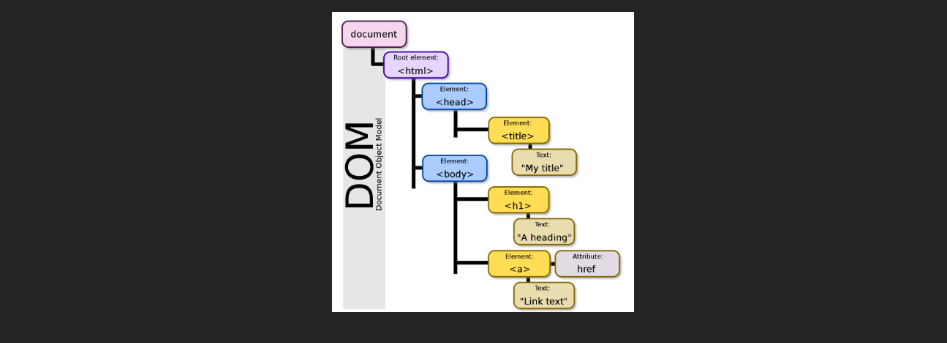 document
Root element:
<html>
Element:
<head>
Element:
<title>
Text:
"My title"
DOM
Document Object Model
Element:
<body>
Element:
<h1>
Text:
"A heading"
Element:
<a>
Attribute:
href
Text:
"Link text"